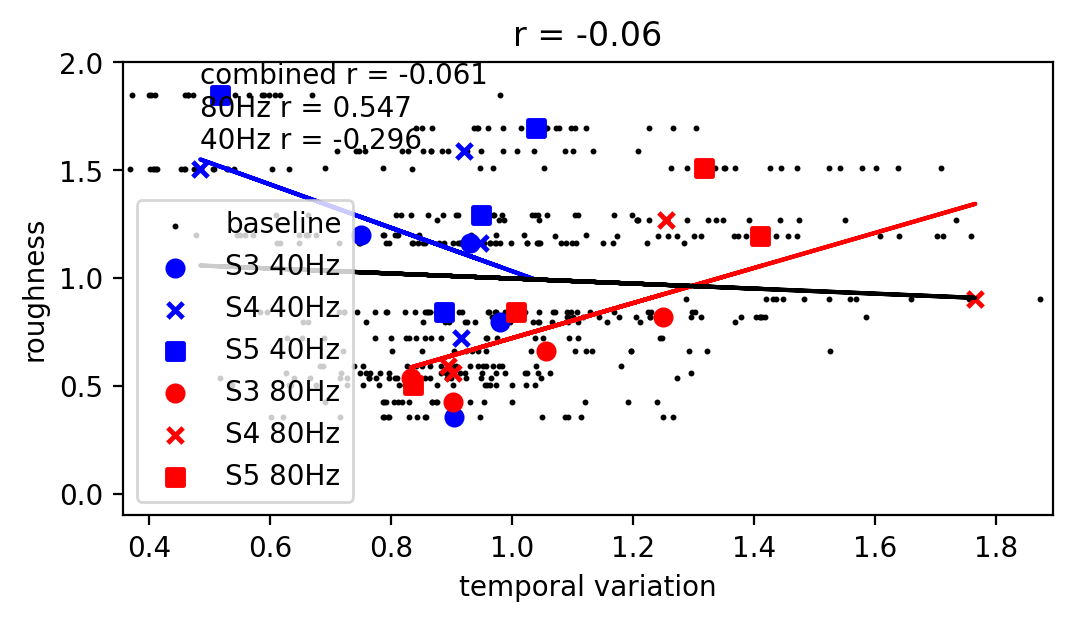 r = -0.06
combined r = -0.061
80Hz r = 0.547
40Hz r = -0.296
2.0
1.5
1.0
0.5
0.0
roughness
baseline
S3 40Hz
S4 40Hz
S5 40Hz
S3 80Hz
S4 80Hz
S5 80Hz
0.4 0.6 0.8 1.0 1.2 1.4 1.6 1.8
temporal variation